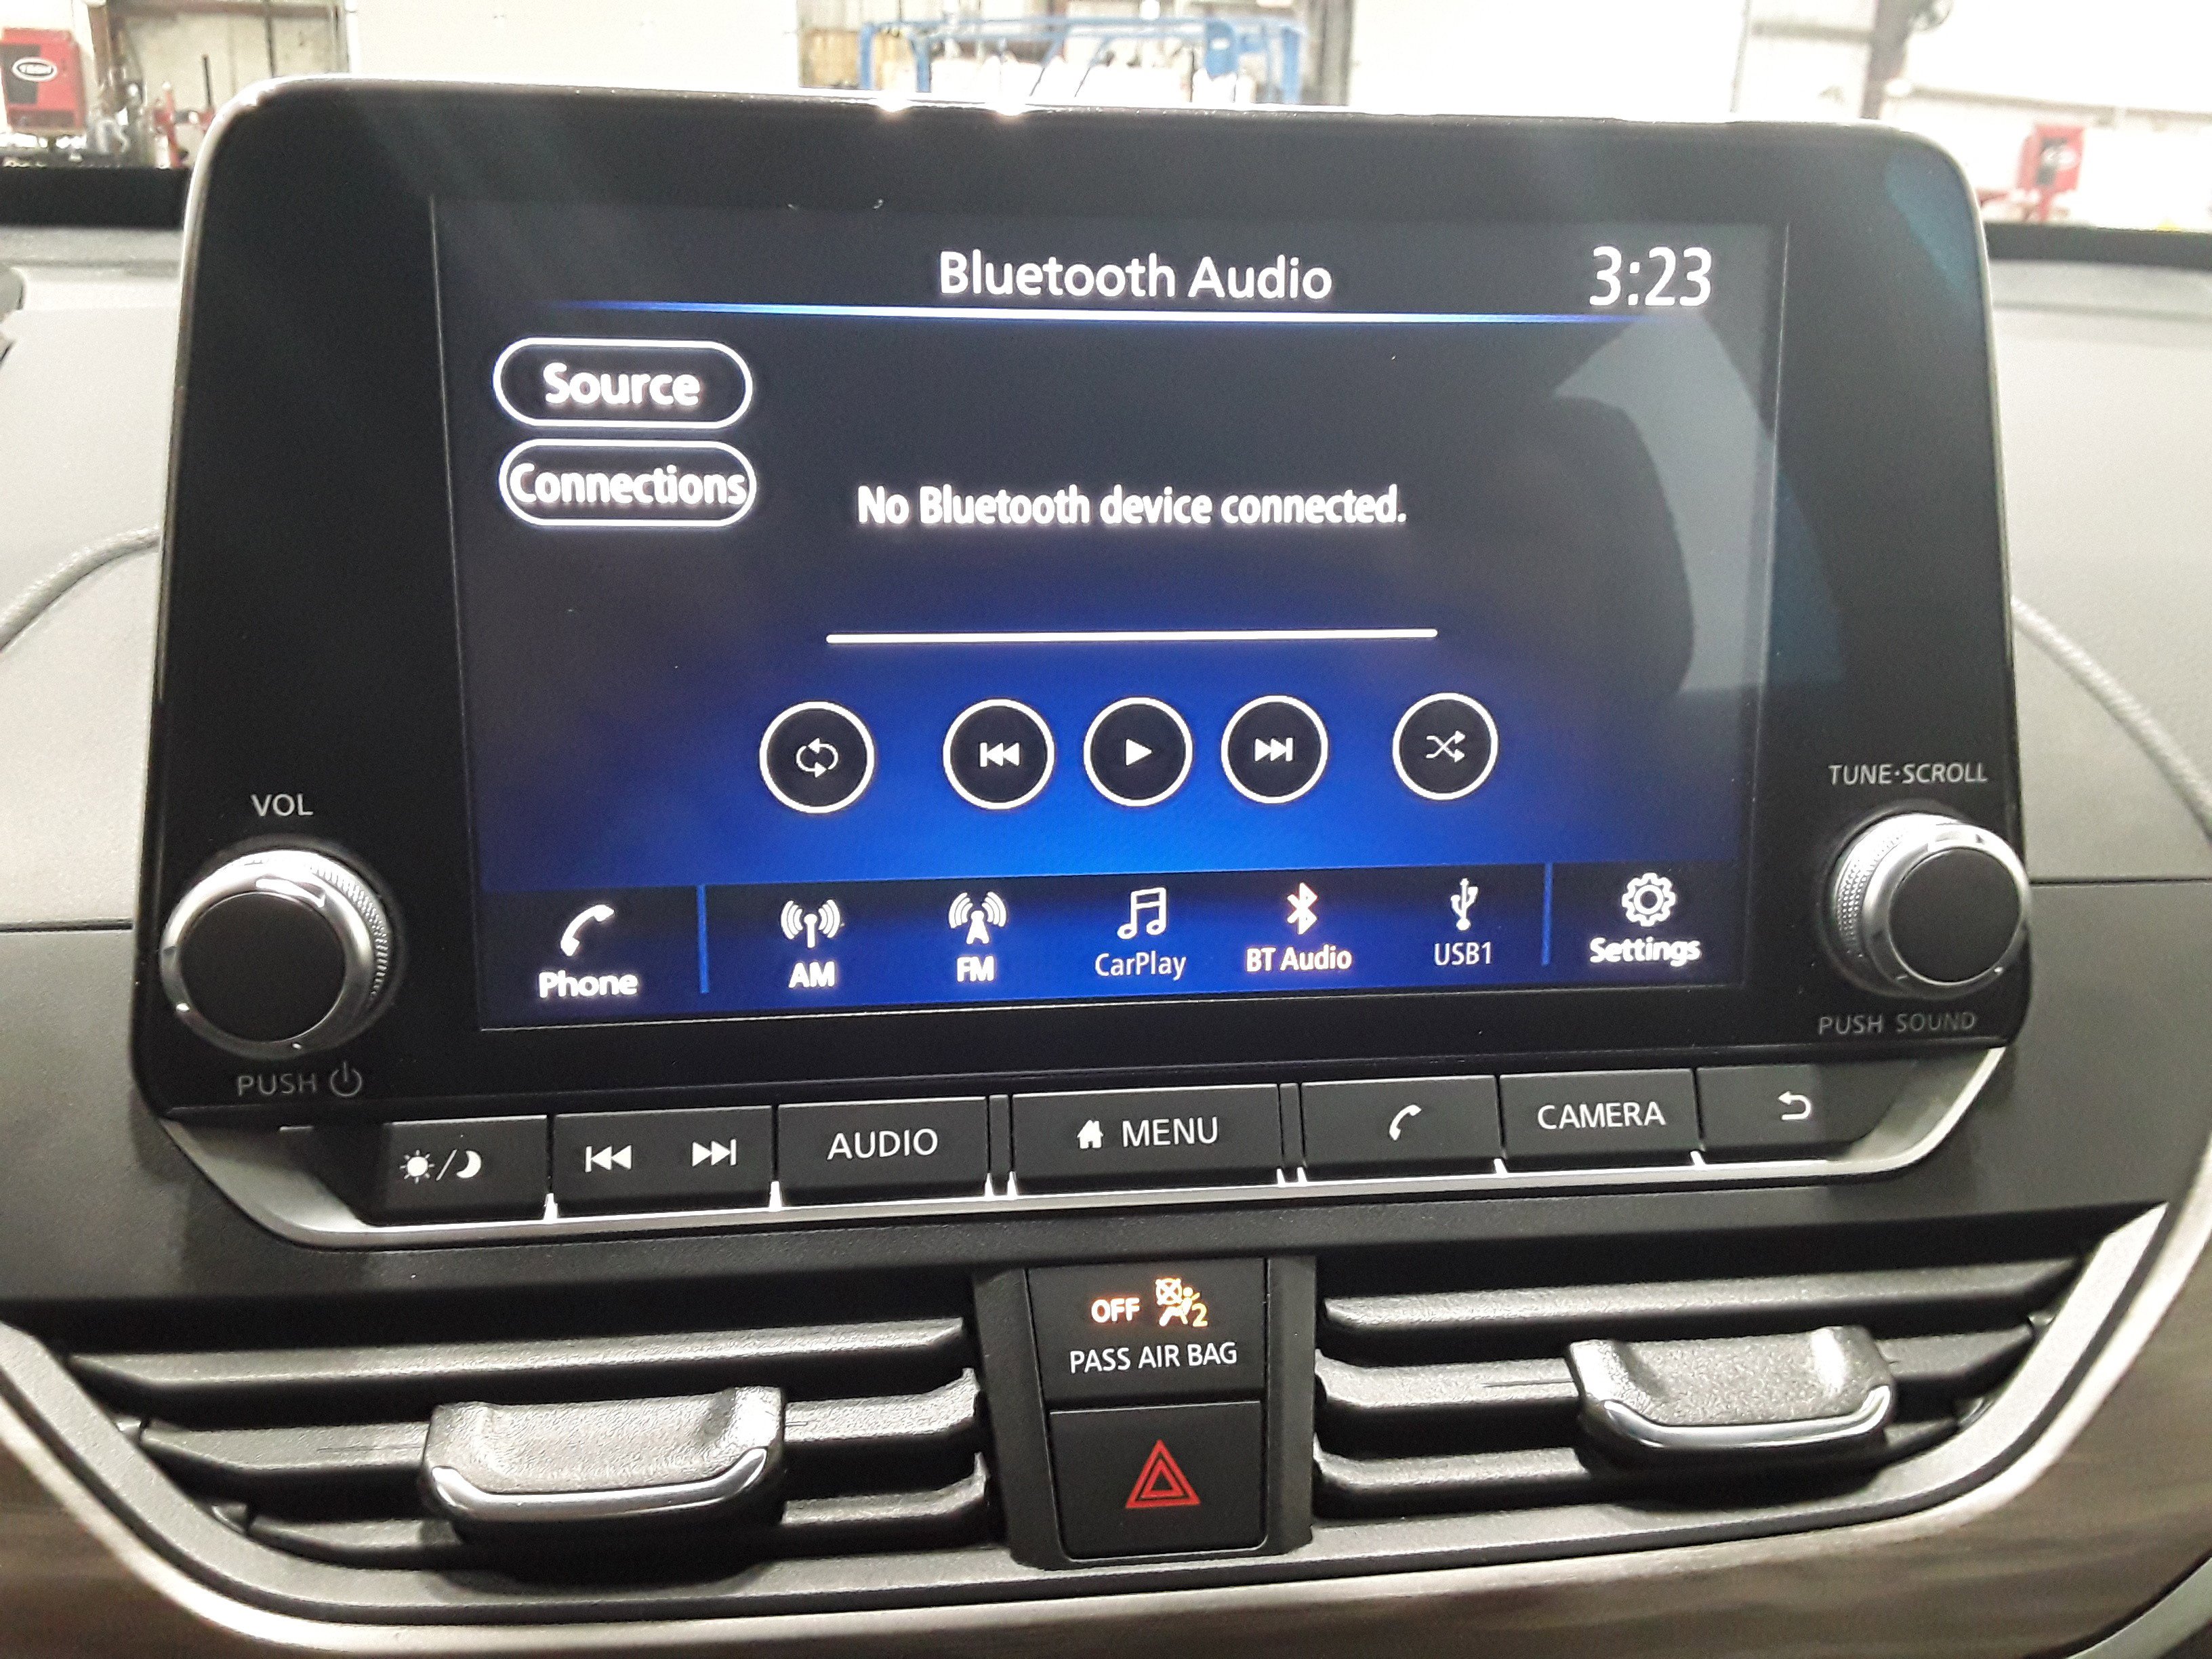 Bluetooth Audio
3:23
Source
Connections
No Bluetooth device connected.
VOL
TUNE·SCROLL
Phone
AM
FM
CarPlay
BT Audio
USB1
Settings
PUSH
PUSH SOUND
AUDIO
MENU
CAMERA
OFF
2
PASS AIR BAG